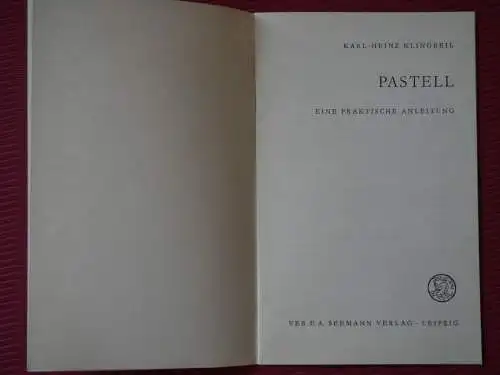 KARL-HEINZ KLINGBEIL
PASTELL
EINE PRAKTISCHE ANLEITUNG
VEB E. A. SEEMANN VERLAG · LEIPZIG